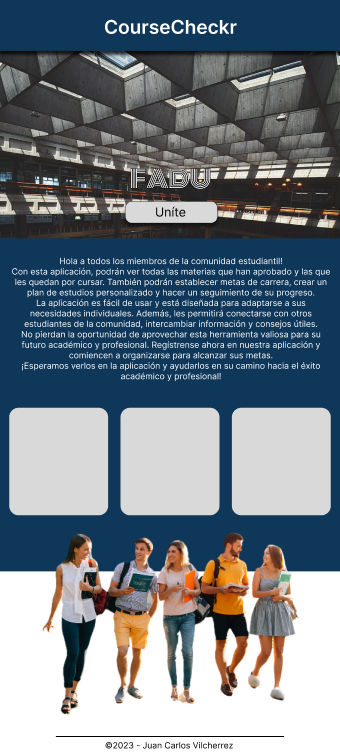 CourseCheckr
FADU
Uníte
Hola a todos los miembros de la comunidad estudiantil!
Con esta aplicación, podrán ver todas las materias que han aprobado y las que
les quedan por cursar. También podrán establecer metas de carrera, crear un
plan de estudios personalizado y hacer un seguimiento de su progreso.
La aplicación es fácil de usar y está diseñada para adaptarse a sus
necesidades individuales. Además, les permitirá conectarse con otros
estudiantes de la comunidad, intercambiar información y consejos útiles.
No pierdan la oportunidad de aprovechar esta herramienta valiosa para su
futuro académico y profesional. Regístrense ahora en nuestra aplicación y
comiencen a organizarse para alcanzar sus metas.
¡Esperamos verlos en la aplicación y ayudarlos en su camino hacia el éxito
académico y profesional!
©2023 - Juan Carlos Vilcherrez